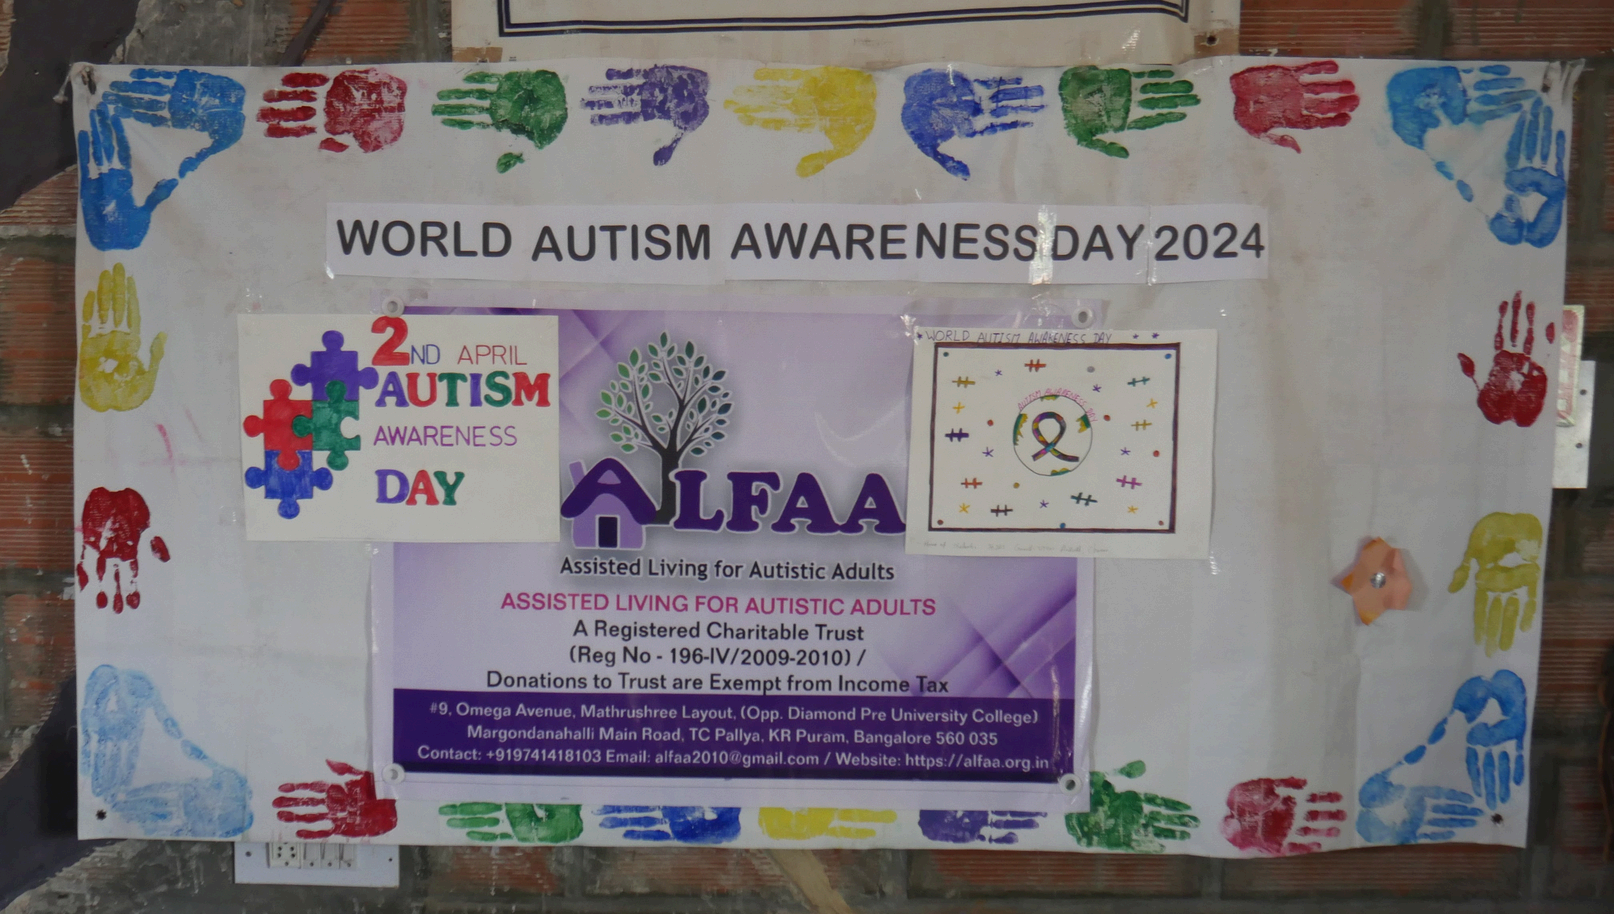 WORLD AUTISM AWARENESS DAY 2024
2ND APRIL
AUTISM
AWARENESS
DAY
ALFAA
Assisted Living for Autistic Adults
ASSISTED LIVING FOR AUTISTIC ADULTS
A Registered Charitable Trust
(Reg No - 196-IV/2009-2010) /
Donations to Trust are Exempt from Income Tax
#9, Omega Avenue, Mathrushree Layout, (Opp. Diamond Pre University College)
Margondanahalli Main Road, TC Pallya, KR Puram, Bangalore 560 035
Contact: +919741418103 Email: alfaa2010@gmail.com / Website: https://alfaa.org.in
WORLD AUTISM AWARENESS DAY
AUTISM AWARENESS DAY